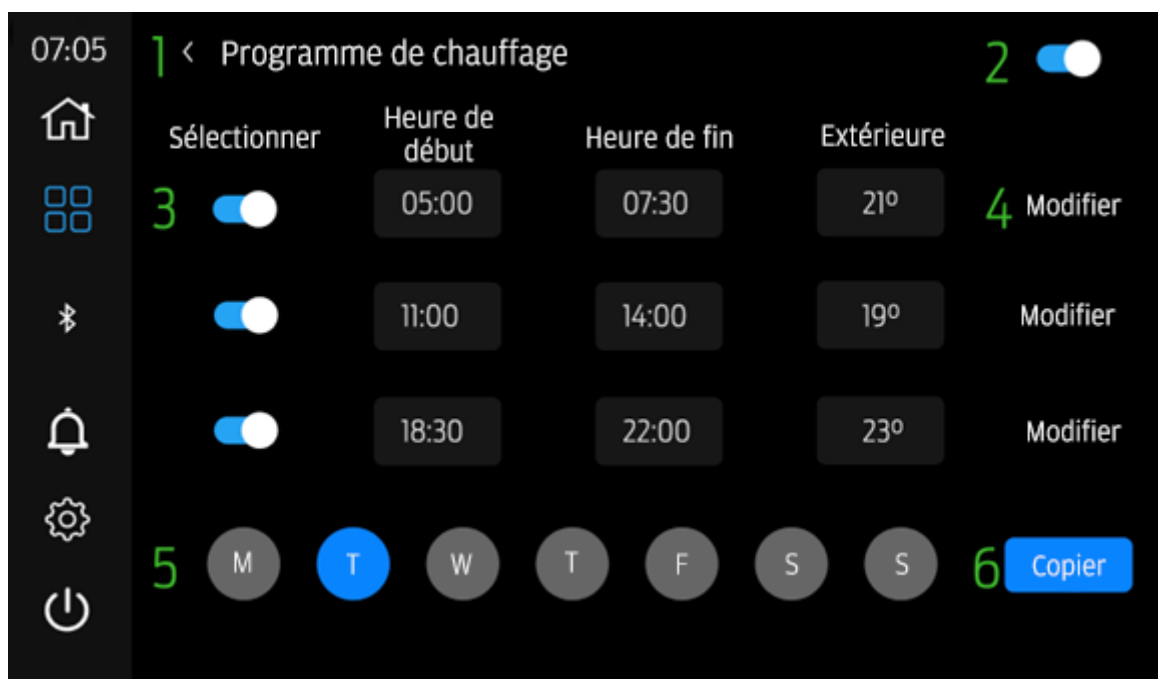 07:05
1 < Programme de chauffage 2
Sélectionner Heure de début Heure de fin Extérieure
3 05:00 07:30 21º 4 Modifier
11:00 14:00 19º Modifier
18:30 22:00 23º Modifier
5 M T W T F S S 6 Copier